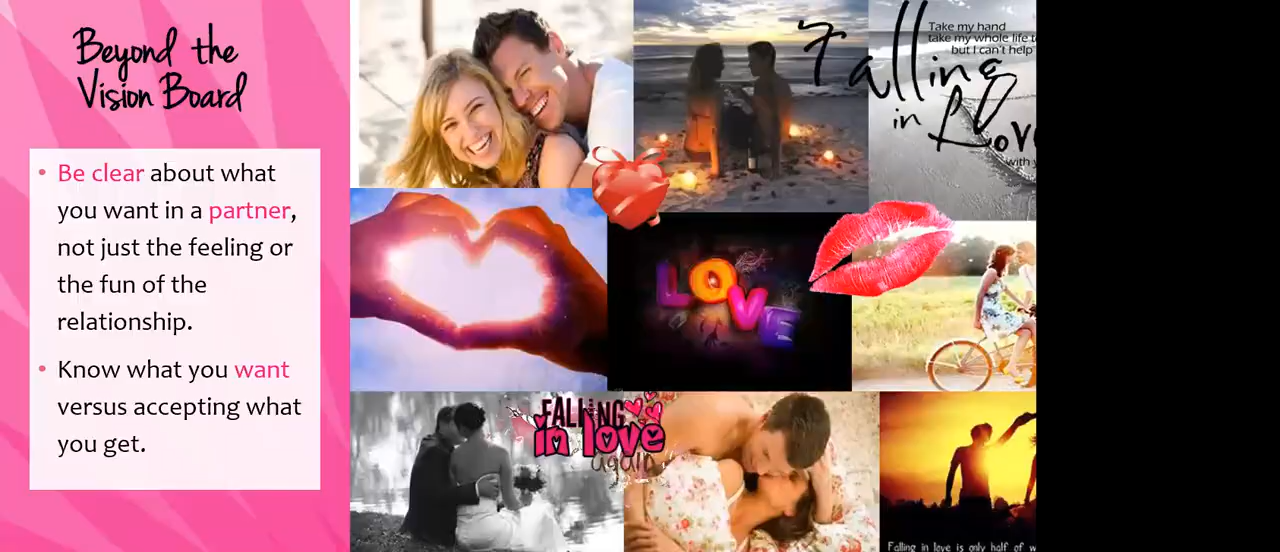 Beyond the
Vision Board
• Be clear about what
you want in a partner,
not just the feeling or
the fun of the
relationship.
• Know what you want
versus accepting what
you get.
Take my hand
take my whole life t
but I can't help
Falling
in Love
with y
LOVE
FALLING
in love
again
Falling in love is only half of w